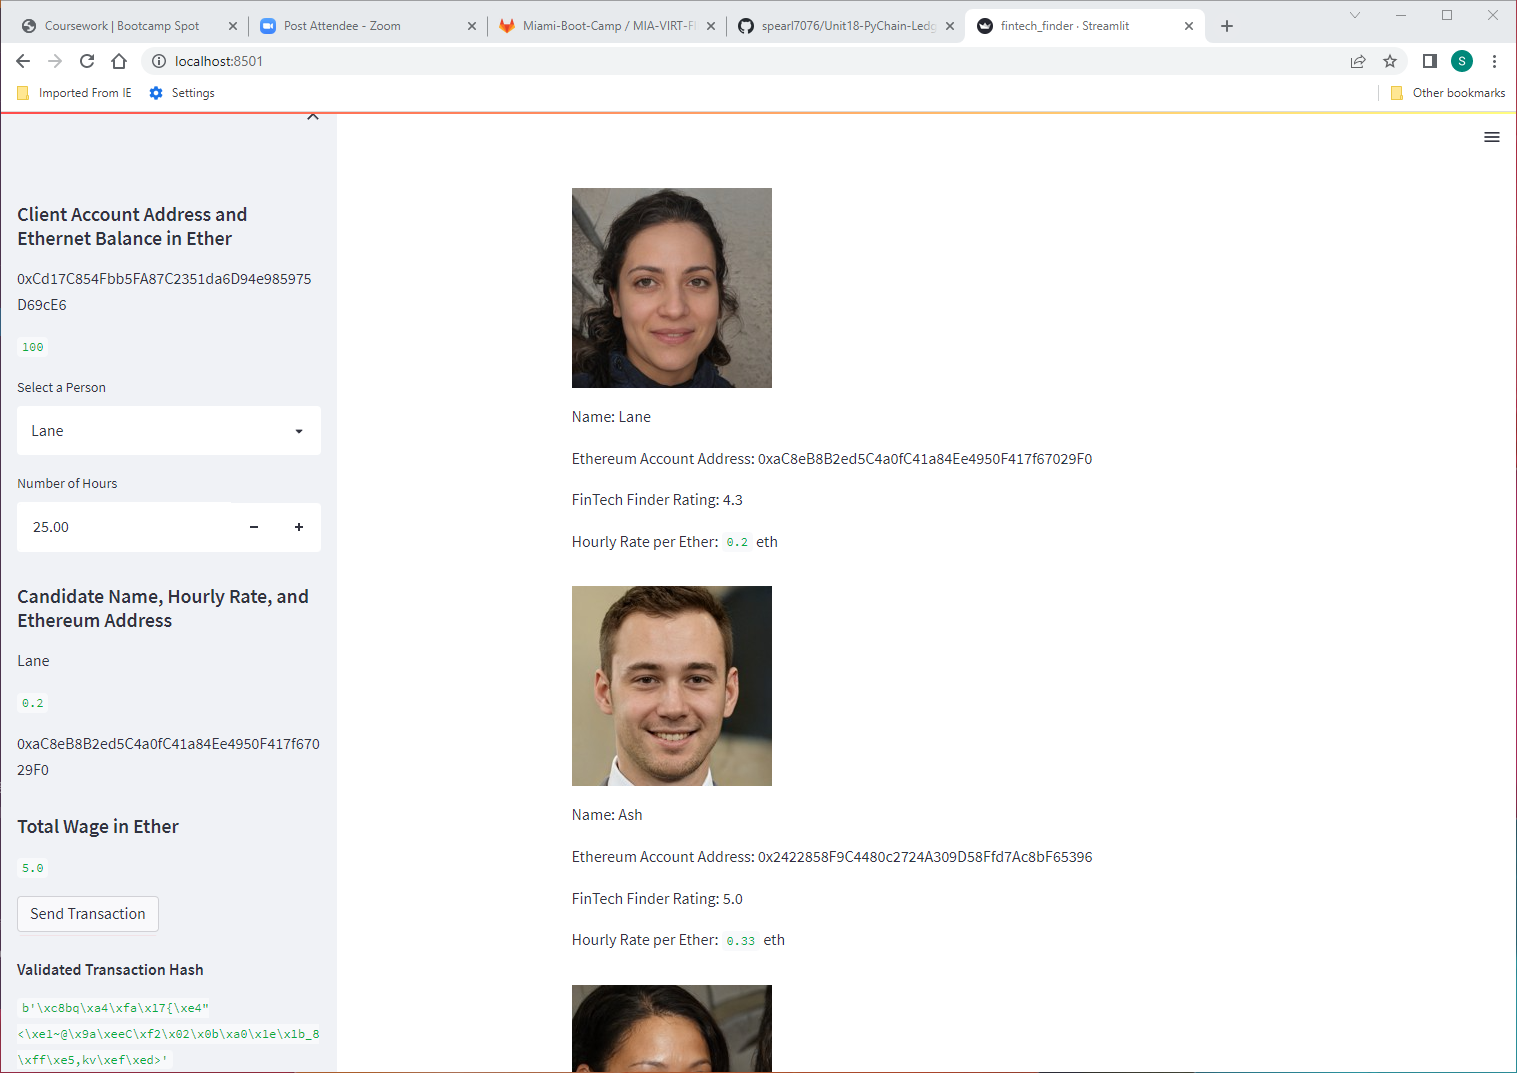 Coursework | Bootcamp Spot
Post Attendee - Zoom
Miami-Boot-Camp / MIA-VIRT-FI
spearl7076/Unit18-PyChain-Ledg
fintech_finder · Streamlit
localhost:8501
S
Imported From IE
Settings
Other bookmarks
Client Account Address and
Ethernet Balance in Ether
0xCd17C854Fbb5FA87C2351da6D94e985975
D69cE6
100
Select a Person
Lane
Number of Hours
25.00
Candidate Name, Hourly Rate, and
Ethereum Address
Lane
0.2
0xaC8eB8B2ed5C4a0fC41a84Ee4950F417f670
29F0
Total Wage in Ether
5.0
Send Transaction
Validated Transaction Hash
b'\xc8bq\xa4\xfa\x17{\xe4"
<\xe1~@\x9a\xeeC\xf2\x02\x0b\xa0\x1e\x1b_8
\xff\xe5,kv\xef\xed>'
Name: Lane
Ethereum Account Address: 0xaC8eB8B2ed5C4a0fC41a84Ee4950F417f67029F0
FinTech Finder Rating: 4.3
Hourly Rate per Ether: 0.2 eth
Name: Ash
Ethereum Account Address: 0x2422858F9C4480c2724A309D58Ffd7Ac8bF65396
FinTech Finder Rating: 5.0
Hourly Rate per Ether: 0.33 eth